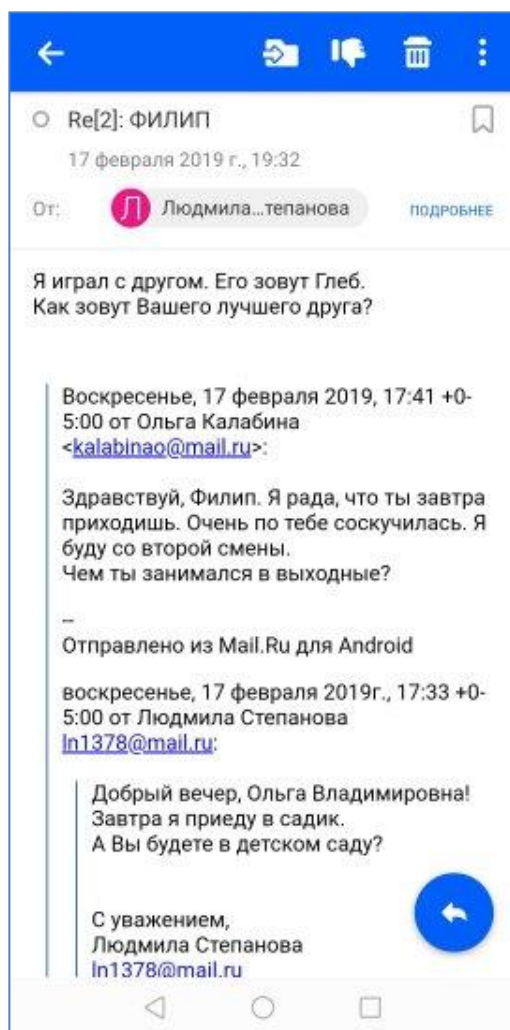 Re[2]: ФИЛИП
17 февраля 2019 г., 19:32
От:
Л
Людмила...тепанова
ПОДРОБНЕЕ
Я играл с другом. Его зовут Глеб.
Как зовут Вашего лучшего друга?
Воскресенье, 17 февраля 2019, 17:41 +0-
5:00 от Ольга Калабина
<kalabinao@mail.ru>:
Здравствуй, Филип. Я рада, что ты завтра
приходишь. Очень по тебе соскучилась. Я
буду со второй смены.
Чем ты занимался в выходные?
--
Отправлено из Mail.Ru для Android
воскресенье, 17 февраля 2019г., 17:33 +0-
5:00 от Людмила Степанова
ln1378@mail.ru:
Добрый вечер, Ольга Владимировна!
Завтра я приеду в садик.
А Вы будете в детском саду?
С уважением,
Людмила Степанова
ln1378@mail.ru